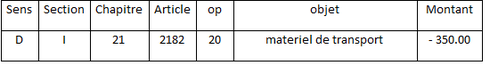 Sens Section Chapitre Article op objet Montant
D I 21 2182 20 materiel de transport - 350.00